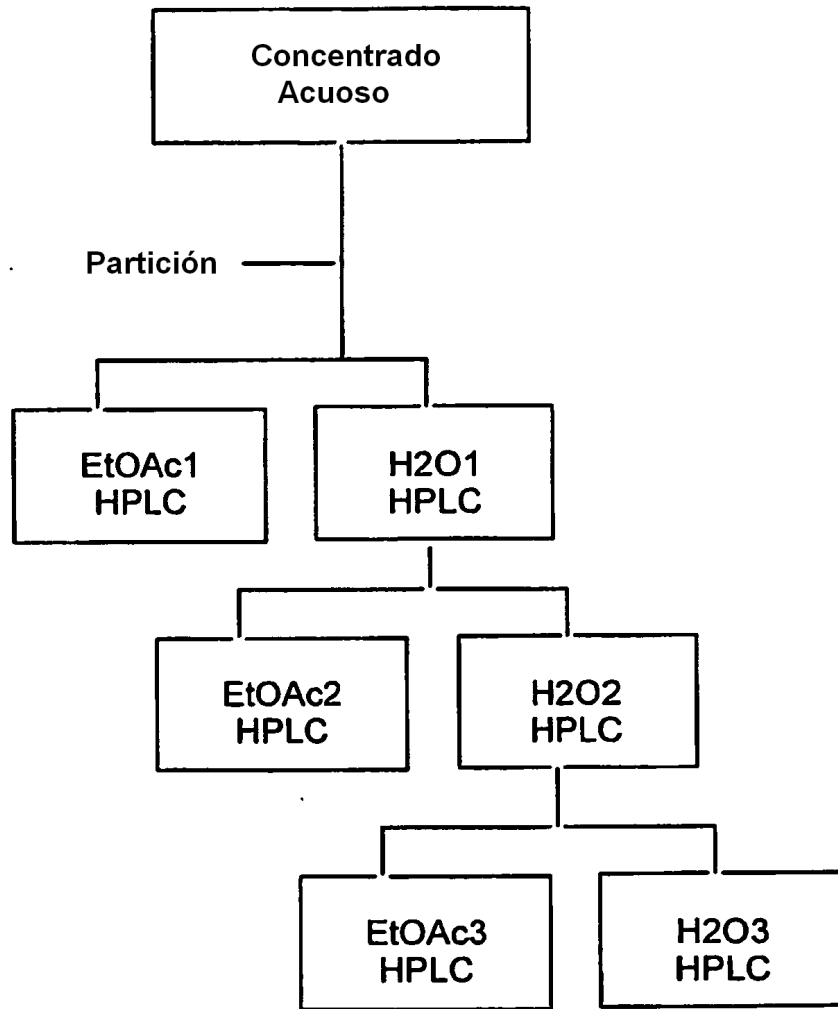 Concentrado
Acuoso
Partición
EtOAc1
HPLC
H2O1
HPLC
EtOAc2
HPLC
H2O2
HPLC
EtOAc3
HPLC
H2O3
HPLC